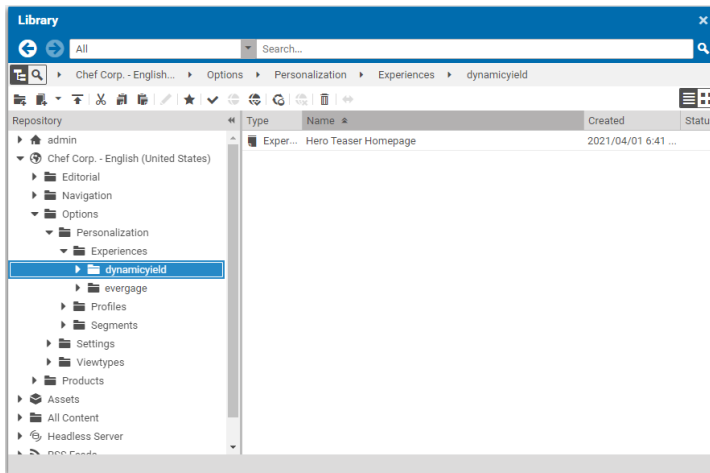 Library
All
Search...
Chef Corp. - English... Options Personalization Experiences dynamicyield
Repository
Type Name Created Statu
admin
Exper... Hero Teaser Homepage 2021/04/01 6:41 ...
Chef Corp. - English (United States)
Editorial
Navigation
Options
Personalization
Experiences
dynamicyield
evergage
Profiles
Segments
Settings
Viewtypes
Products
Assets
All Content
Headless Server
RSS Feeds